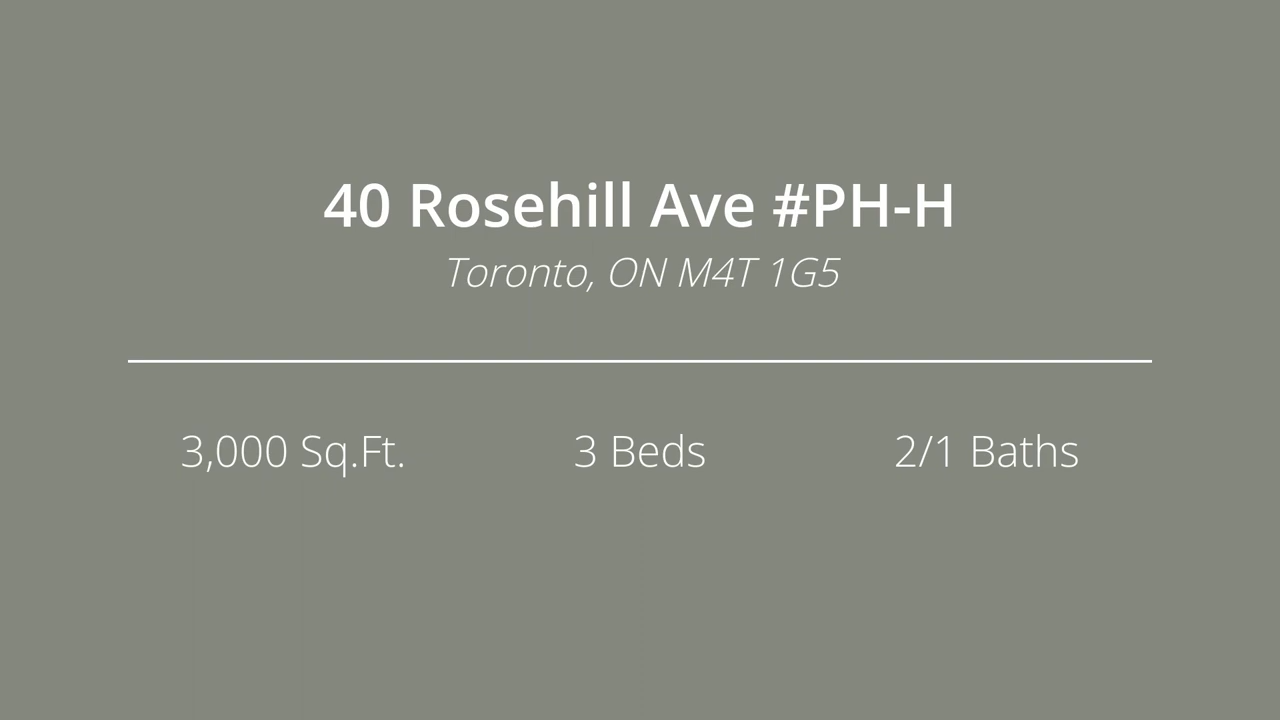 40 Rosehill Ave #PH-H
Toronto, ON M4T 1G5
3,000 Sq.Ft. 3 Beds 2/1 Baths